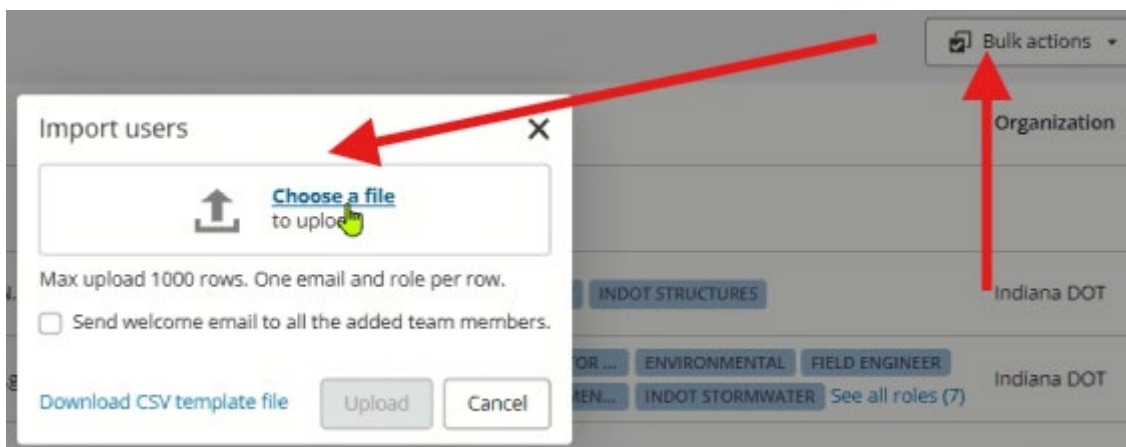 Bulk actions
Import users
Organization
Choose a file
to upload
Max upload 1000 rows. One email and role per row.
INDOT STRUCTURES
Indiana DOT
Send welcome email to all the added team members.
ENVIRONMENTAL FIELD ENGINEER
Indiana DOT
INDOT STORMWATER See all roles (7)
Download CSV template file Upload Cancel